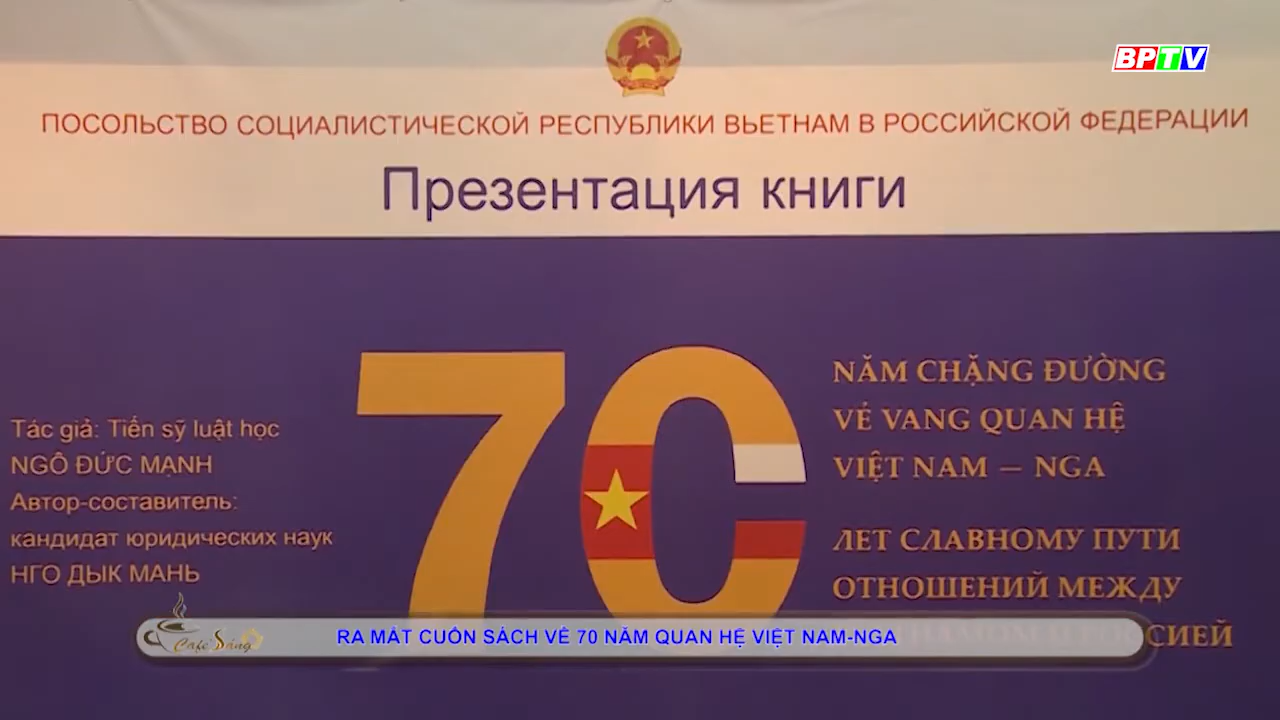 BPTV
ПОСОЛЬСТВО СОЦИАЛИСТИЧЕСКОЙ РЕСПУБЛИКИ ВЬЕТНАМ В РОССИЙСКОЙ ФЕДЕРАЦИИ
Презентация книги
Tác giả: Tiến sỹ luật học
NGÔ ĐỨC MẠNH
Автор-составитель:
кандидат юридических наук
НГО ДЫК МАНЬ
70
NĂM CHẶNG ĐƯỜNG
VẺ VANG QUAN HỆ
VIỆT NAM – NGA
ЛЕТ СЛАВНОМУ ПУТИ
ОТНОШЕНИЙ МЕЖДУ
Café Sáng
RA MẮT CUỐN SÁCH VỀ 70 NĂM QUAN HỆ VIỆT NAM-NGA